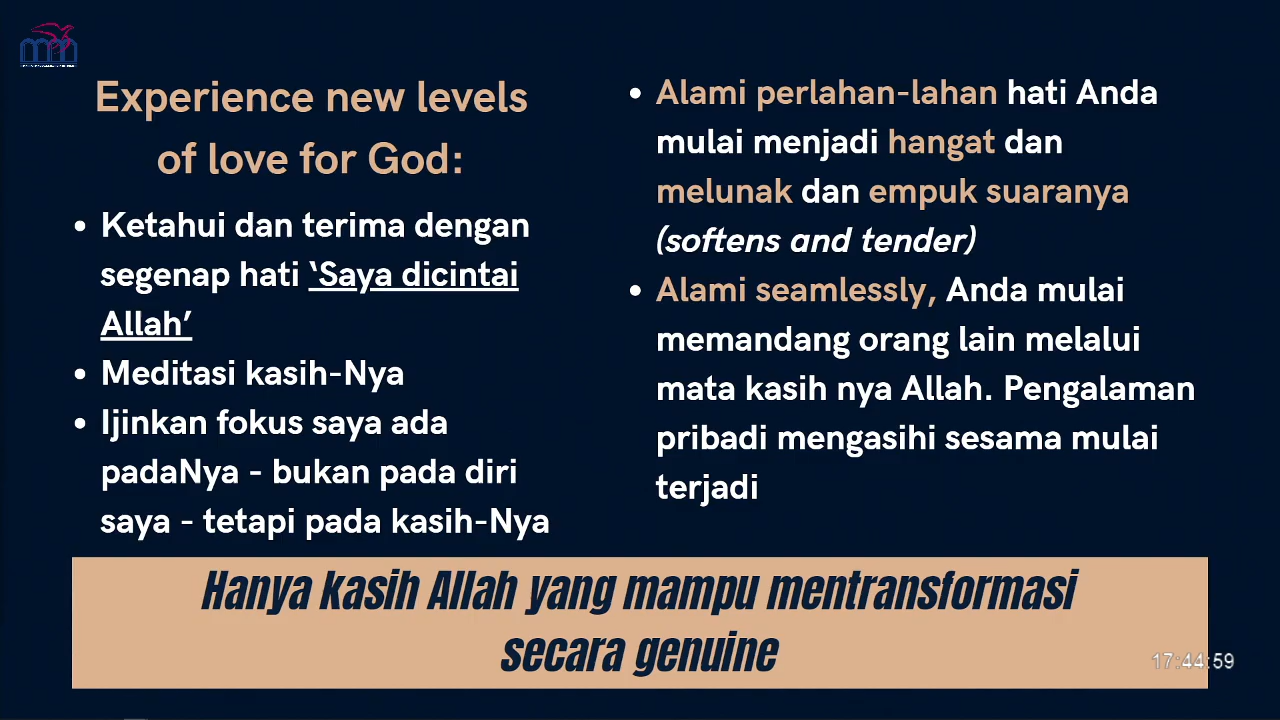 Experience new levels
of love for God:
• Ketahui dan terima dengan
segenap hati ‘Saya dicintai
Allah’
• Meditasi kasih-Nya
• Ijinkan fokus saya ada
padaNya - bukan pada diri
saya - tetapi pada kasih-Nya
• Alami perlahan-lahan hati Anda
mulai menjadi hangat dan
melunak dan empuk suaranya
(softens and tender)
• Alami seamlessly, Anda mulai
memandang orang lain melalui
mata kasih nya Allah. Pengalaman
pribadi mengasihi sesama mulai
terjadi
Hanya kasih Allah yang mampu mentransformasi
secara genuine
17:44:59